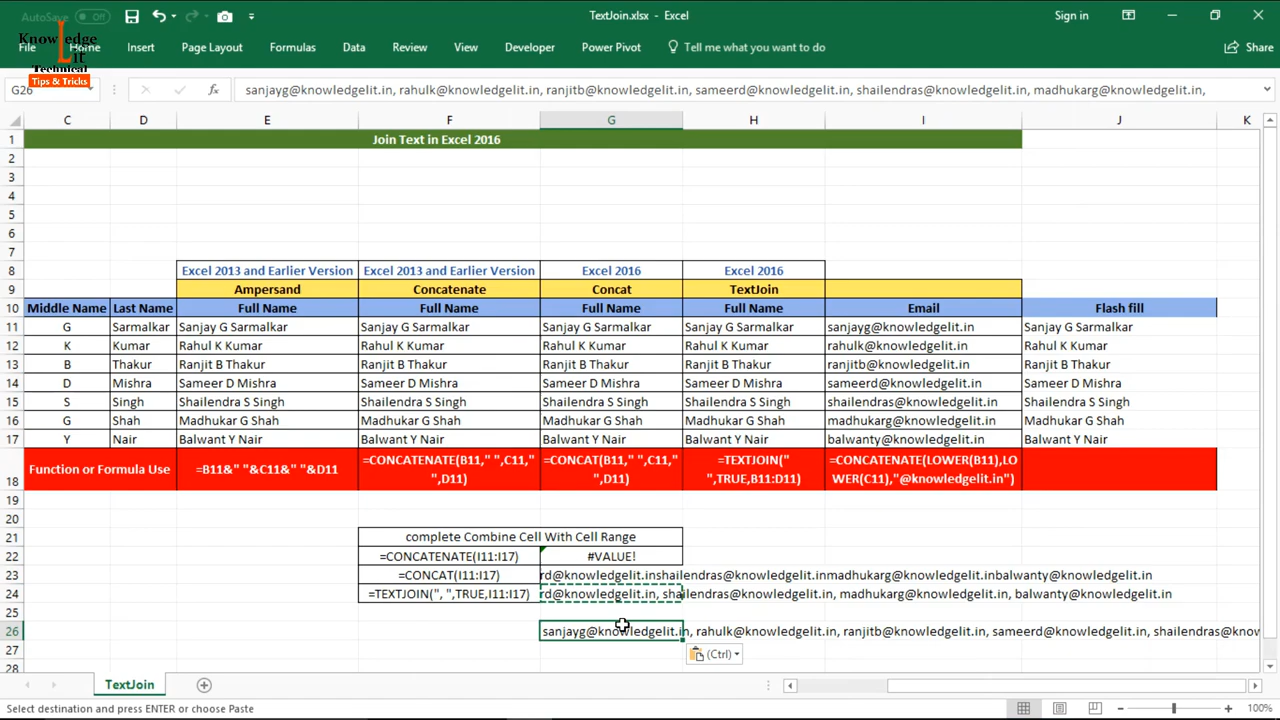 AutoSave Off
TextJoin.xlsx - Excel
Sign in
Knowledge
Lit
Technical
Tips & Tricks
File Home Insert Page Layout Formulas Data Review View Developer Power Pivot Tell me what you want to do Share
G26 fx sanjayg@knowledgelit.in, rahulk@knowledgelit.in, ranjitb@knowledgelit.in, sameerd@knowledgelit.in, shailendras@knowledgelit.in, madhukarg@knowledgelit.in,
C D E F G H I J K
1 Join Text in Excel 2016
2
3
4
5
6
7
8 Excel 2013 and Earlier Version Excel 2013 and Earlier Version Excel 2016 Excel 2016
9 Ampersand Concatenate Concat TextJoin
10 Middle Name Last Name Full Name Full Name Full Name Full Name Email Flash fill
11 G Sarmalkar Sanjay G Sarmalkar Sanjay G Sarmalkar Sanjay G Sarmalkar Sanjay G Sarmalkar sanjayg@knowledgelit.in Sanjay G Sarmalkar
12 K Kumar Rahul K Kumar Rahul K Kumar Rahul K Kumar Rahul K Kumar rahulk@knowledgelit.in Rahul K Kumar
13 B Thakur Ranjit B Thakur Ranjit B Thakur Ranjit B Thakur Ranjit B Thakur ranjitb@knowledgelit.in Ranjit B Thakur
14 D Mishra Sameer D Mishra Sameer D Mishra Sameer D Mishra Sameer D Mishra sameerd@knowledgelit.in Sameer D Mishra
15 S Singh Shailendra S Singh Shailendra S Singh Shailendra S Singh Shailendra S Singh shailendras@knowledgelit.in Shailendra S Singh
16 G Shah Madhukar G Shah Madhukar G Shah Madhukar G Shah Madhukar G Shah madhukarg@knowledgelit.in Madhukar G Shah
17 Y Nair Balwant Y Nair Balwant Y Nair Balwant Y Nair Balwant Y Nair balwanty@knowledgelit.in Balwant Y Nair
18 Function or Formula Use =B11&" "&C11&" "&D11 =CONCATENATE(B11," ",C11," ",D11) =CONCAT(B11," ",C11," ",D11) =TEXTJOIN(" ",TRUE,B11:D11) =CONCATENATE(LOWER(B11),LOWER(C11),"@knowledgelit.in")
19
20
21 complete Combine Cell With Cell Range
22 =CONCATENATE(I11:I17) #VALUE!
23 =CONCAT(I11:I17) rd@knowledgelit.inshailendras@knowledgelit.inmadhukarg@knowledgelit.inbalwanty@knowledgelit.in
24 =TEXTJOIN(", ",TRUE,I11:I17) rd@knowledgelit.in, shailendras@knowledgelit.in, madhukarg@knowledgelit.in, balwanty@knowledgelit.in
25
26 sanjayg@knowledgelit.in, rahulk@knowledgelit.in, ranjitb@knowledgelit.in, sameerd@knowledgelit.in, shailendras@know
27 (Ctrl)
28
TextJoin
Select destination and press ENTER or choose Paste
100%